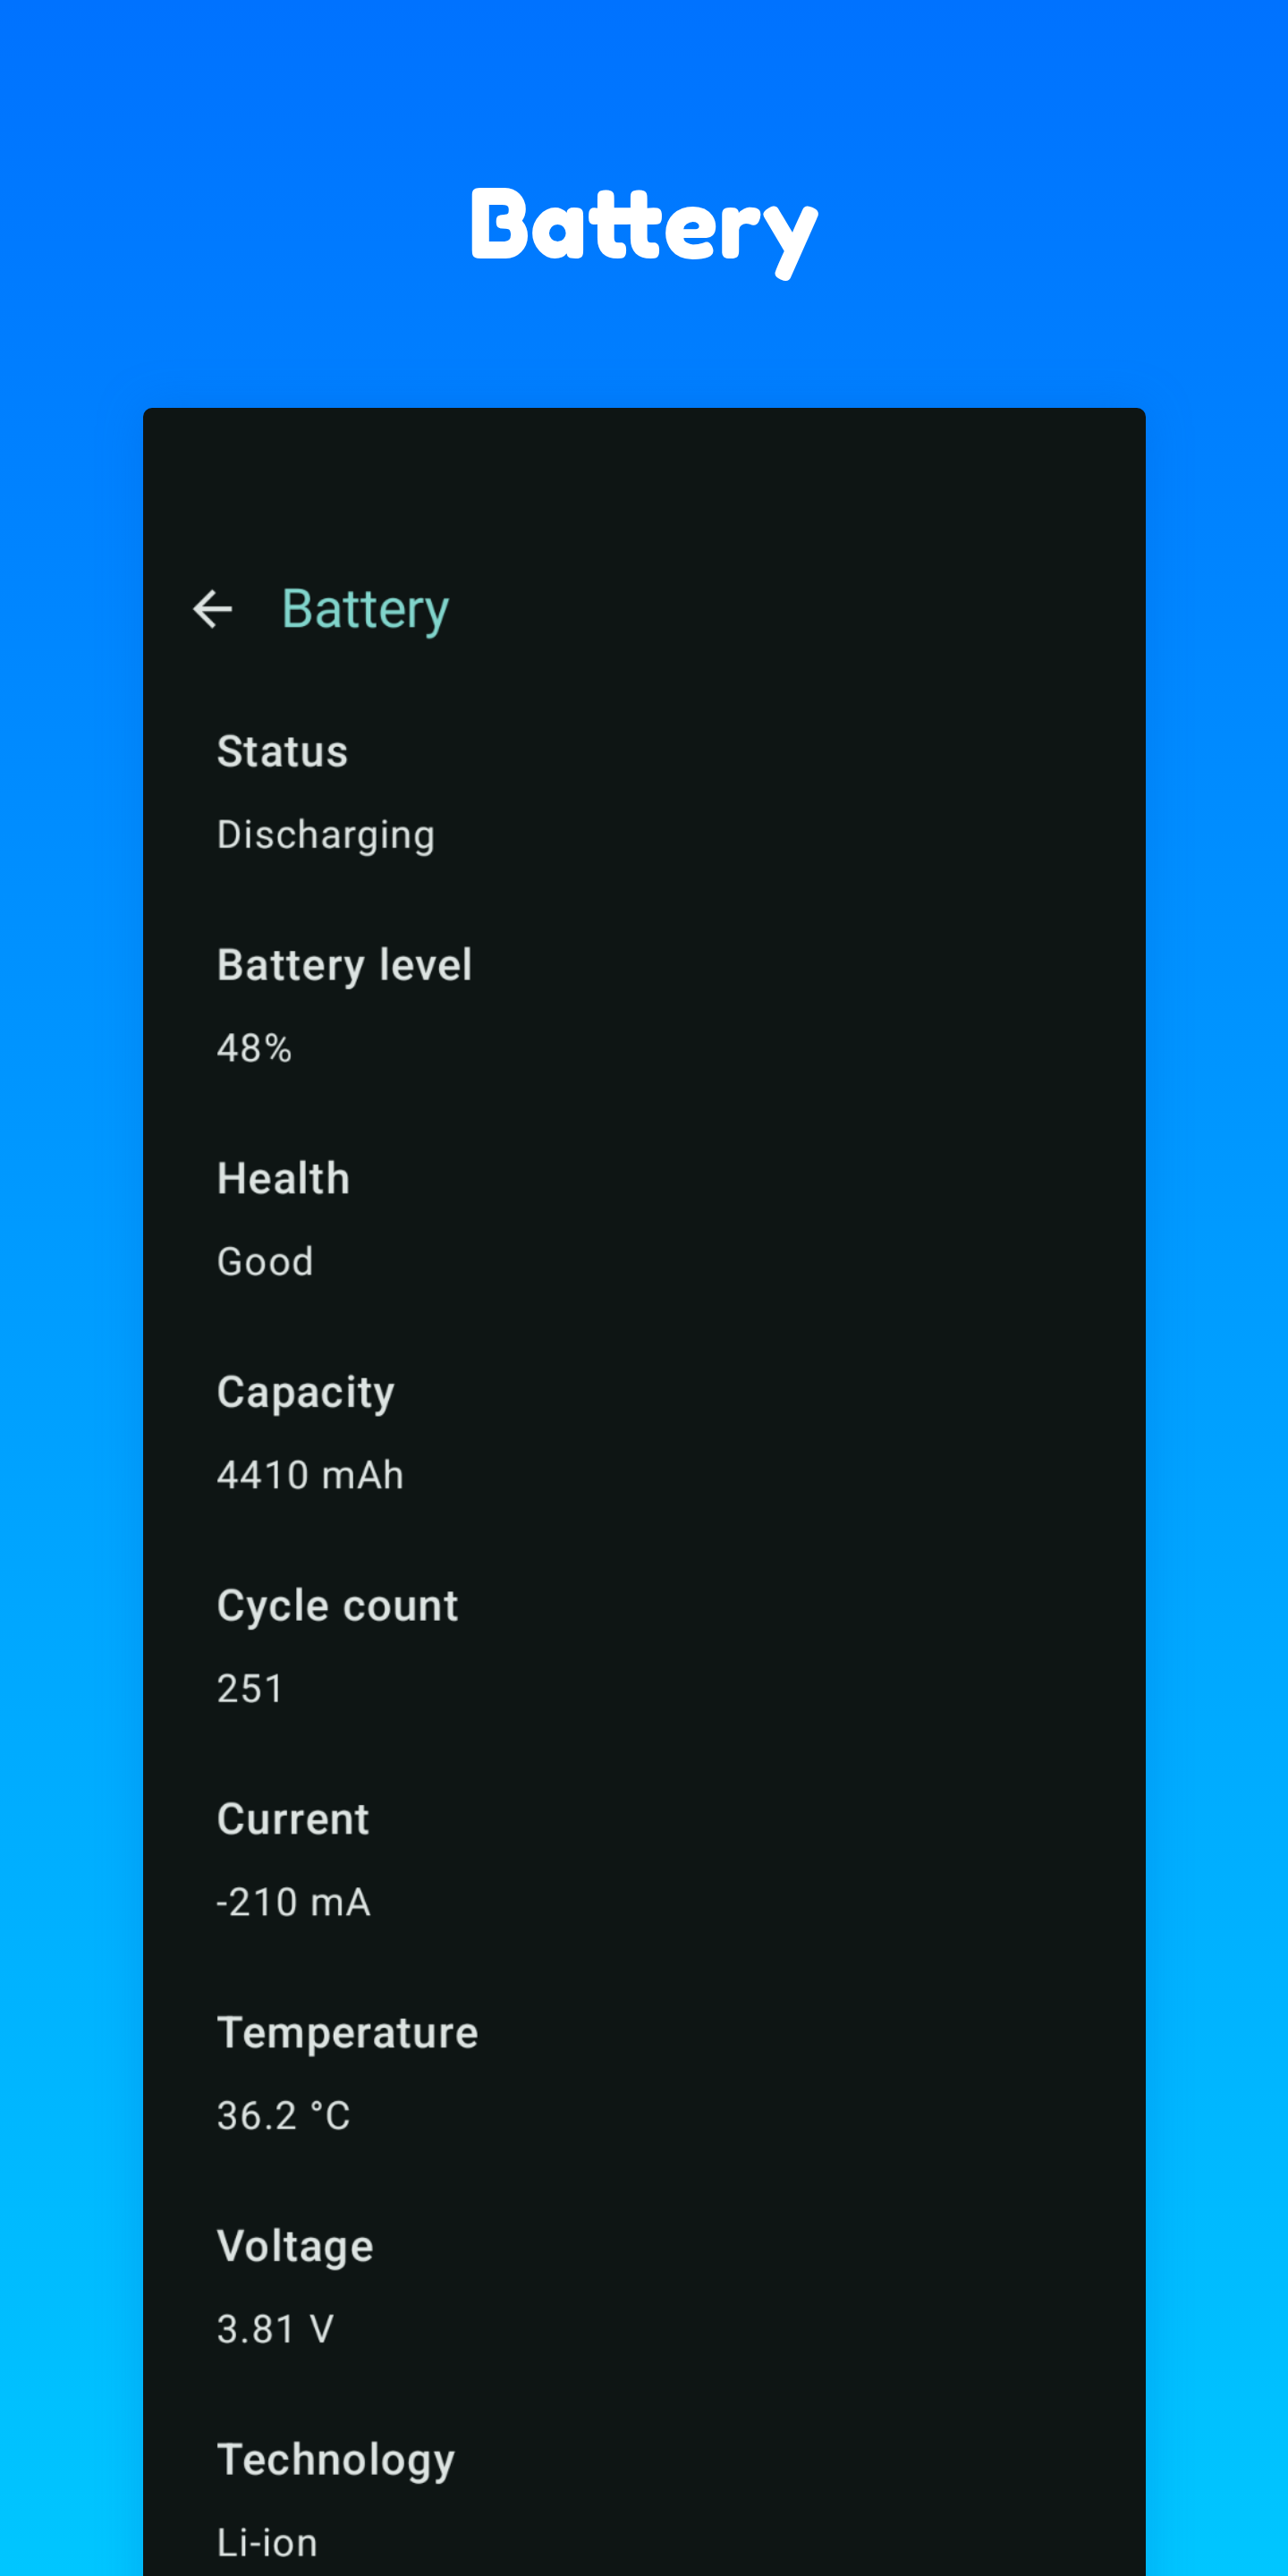 Battery
Battery
Status
Discharging
Battery level
48%
Health
Good
Capacity
4410 mAh
Cycle count
251
Current
-210 mA
Temperature
36.2 °C
Voltage
3.81 V
Technology
Li-ion